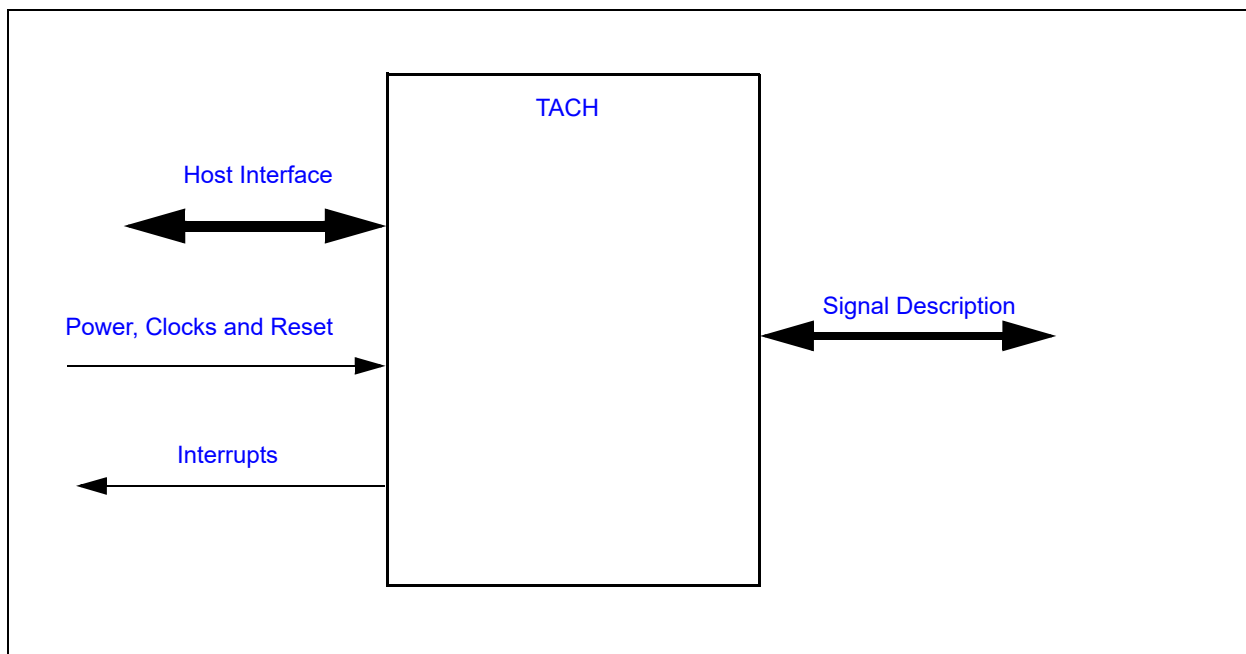 TACH
Host Interface
Signal Description
Power, Clocks and Reset
Interrupts